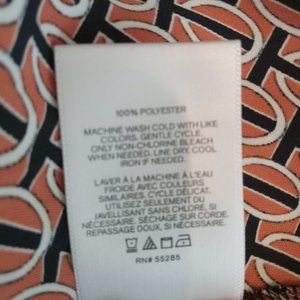 100% POLYESTER
MACHINE WASH COLD WITH LIKE
COLORS, GENTLE CYCLE,
ONLY NON-CHLORINE BLEACH
WHEN NEEDED. LINE DRY, COOL
IRON IF NEEDED.
LAVER À LA MACHINE À L'EAU
FROIDE AVEC COULEURS
SIMILAIRES. CYCLE DÉLICAT.
UTILISEZ SEULEMENT DU
JAVELLISANT SANS CHLORE, SI
NÉCESSAIRE. SÉCHAGE SUR CORDE.
REPASSAGE DOUX, SI NÉCESSAIRE.
RN# 55285